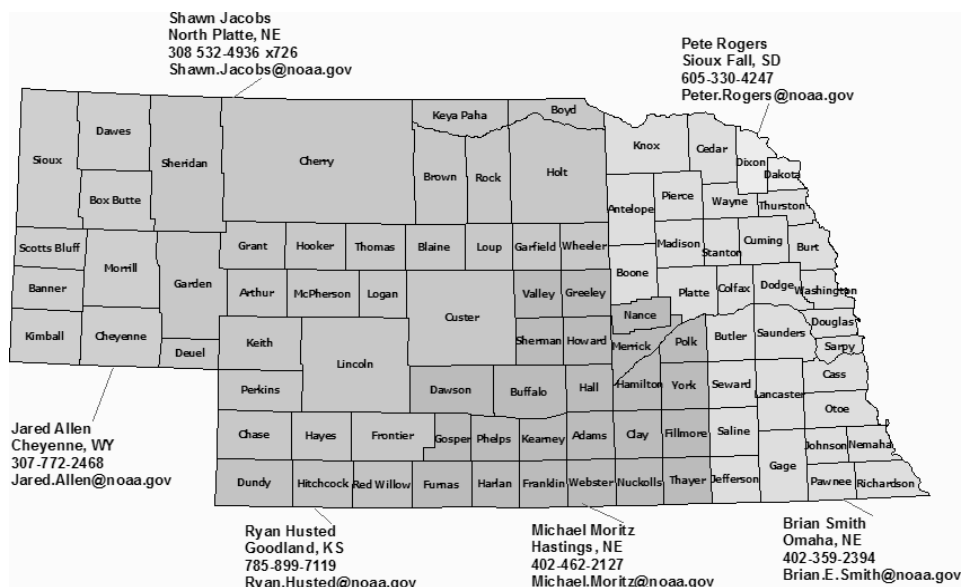 Shawn Jacobs
North Platte, NE
308 532-4936 x726
Shawn.Jacobs@noaa.gov
Pete Rogers
Sioux Fall, SD
605-330-4247
Peter.Rogers@noaa.gov
Sioux
Dawes
Sheridan
Cherry
Keya Paha
Boyd
Knox
Cedar
Dixon
Dakota
Box Butte
Brown
Rock
Holt
Antelope
Pierce
Wayne
Thurston
Scotts Bluff
Morrill
Garden
Grant
Hooker
Thomas
Blaine
Loup
Garfield
Wheeler
Boone
Madison
Stanton
Cuming
Burt
Banner
Arthur
McPherson
Logan
Custer
Valley
Greeley
Nance
Platte
Colfax
Dodge
Washington
Kimball
Cheyenne
Deuel
Keith
Lincoln
Sherman
Howard
Merrick
Polk
Butler
Saunders
Douglas
Sarpy
Perkins
Dawson
Buffalo
Hall
Hamilton
York
Seward
Lancaster
Cass
Otoe
Chase
Hayes
Frontier
Gosper
Phelps
Kearney
Adams
Clay
Fillmore
Saline
Gage
Johnson
Nemaha
Dundy
Hitchcock
Red Willow
Furnas
Harlan
Franklin
Webster
Nuckolls
Thayer
Jefferson
Pawnee
Richardson
Jared Allen
Cheyenne, WY
307-772-2468
Jared.Allen@noaa.gov
Ryan Husted
Goodland, KS
785-899-7119
Ryan.Husted@noaa.gov
Michael Moritz
Hastings, NE
402-462-2127
Michael.Moritz@noaa.gov
Brian Smith
Omaha, NE
402-359-2394
Brian.E.Smith@noaa.gov